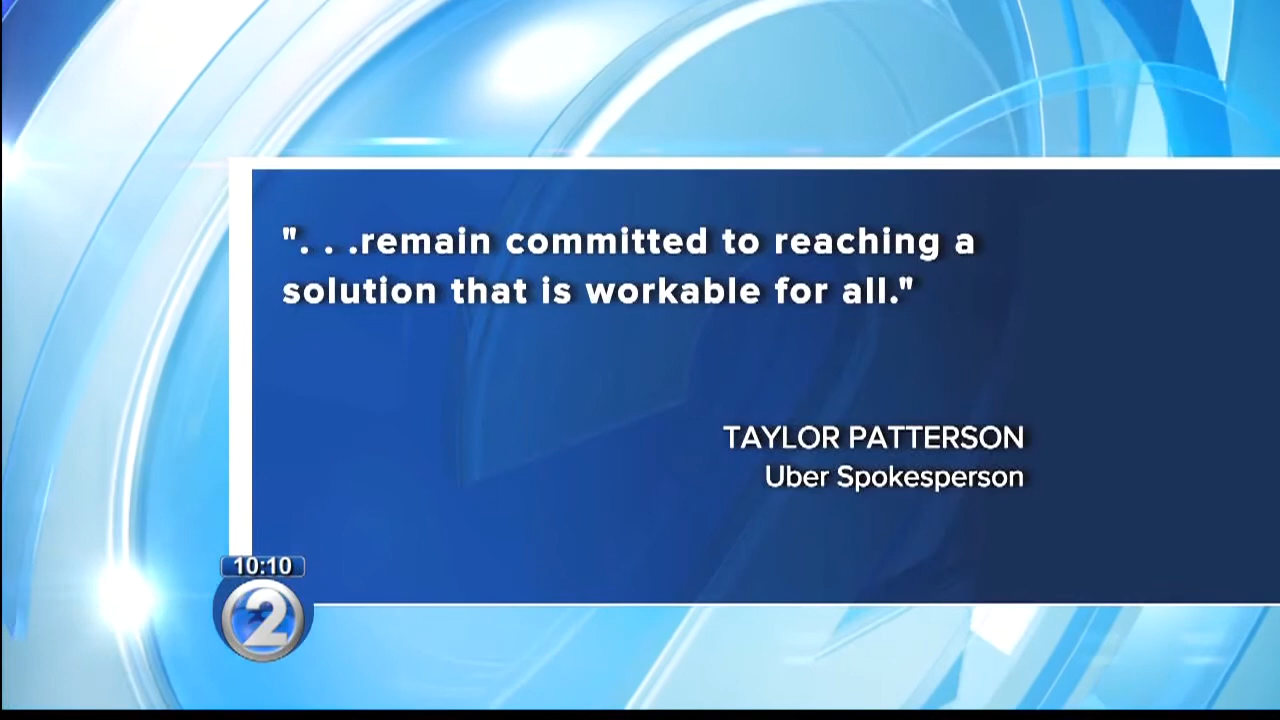 ". . .remain committed to reaching a
solution that is workable for all."
TAYLOR PATTERSON
Uber Spokesperson
10:10
2